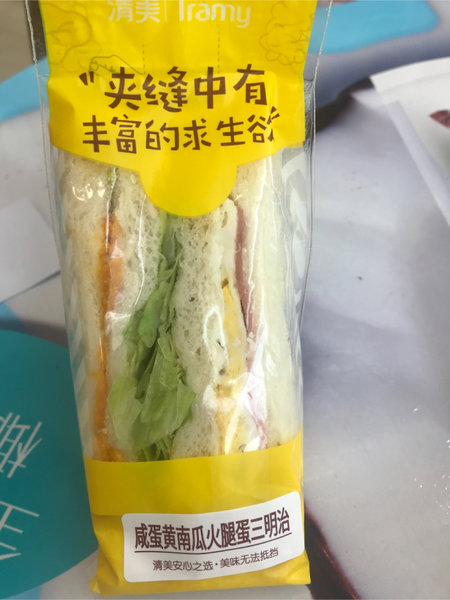 清美 Tramy
"夹缝中有
丰富的求生欲
咸蛋黄南瓜火腿蛋三明治
清美安心之选·美味无法抵挡